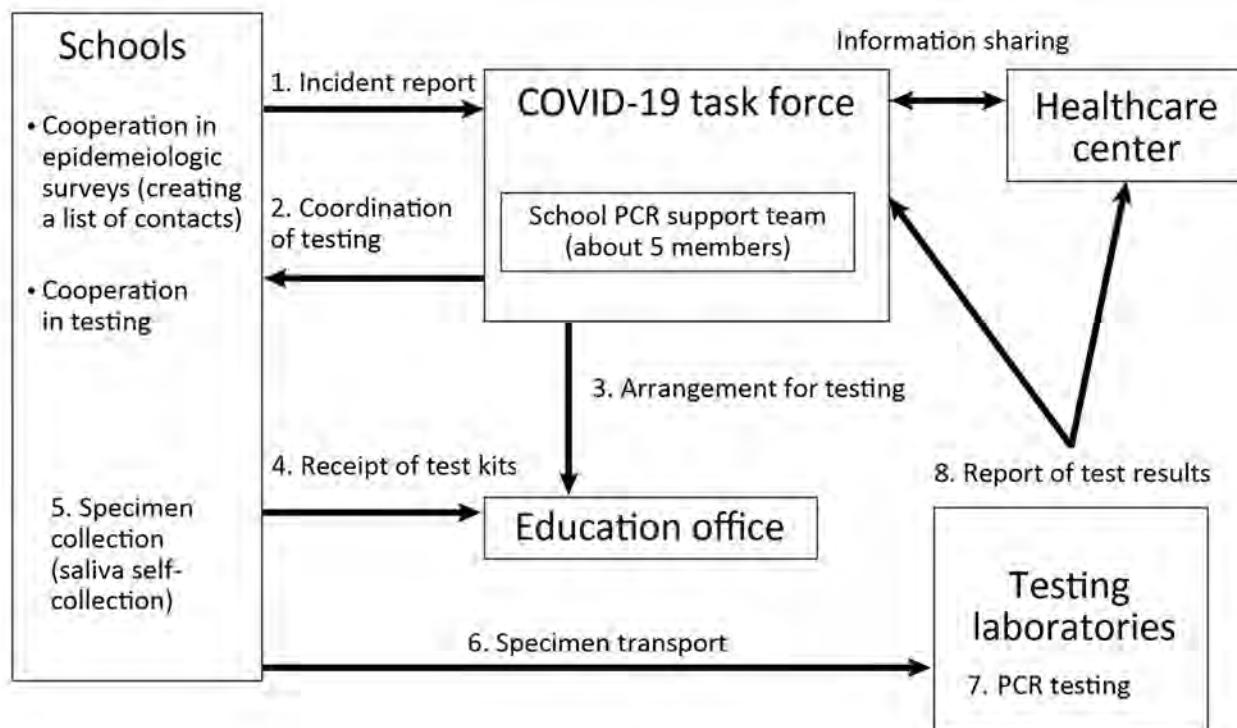 Schools
• Cooperation in
epidemeiologic
surveys (creating
a list of contacts)
• Cooperation
in testing
5. Specimen
collection
(saliva self-
collection)
1. Incident report
2. Coordination
of testing
COVID-19 task force
School PCR support team
(about 5 members)
Information sharing
Healthcare
center
3. Arrangement for testing
4. Receipt of test kits
Education office
8. Report of test results
6. Specimen transport
Testing
laboratories
7. PCR testing